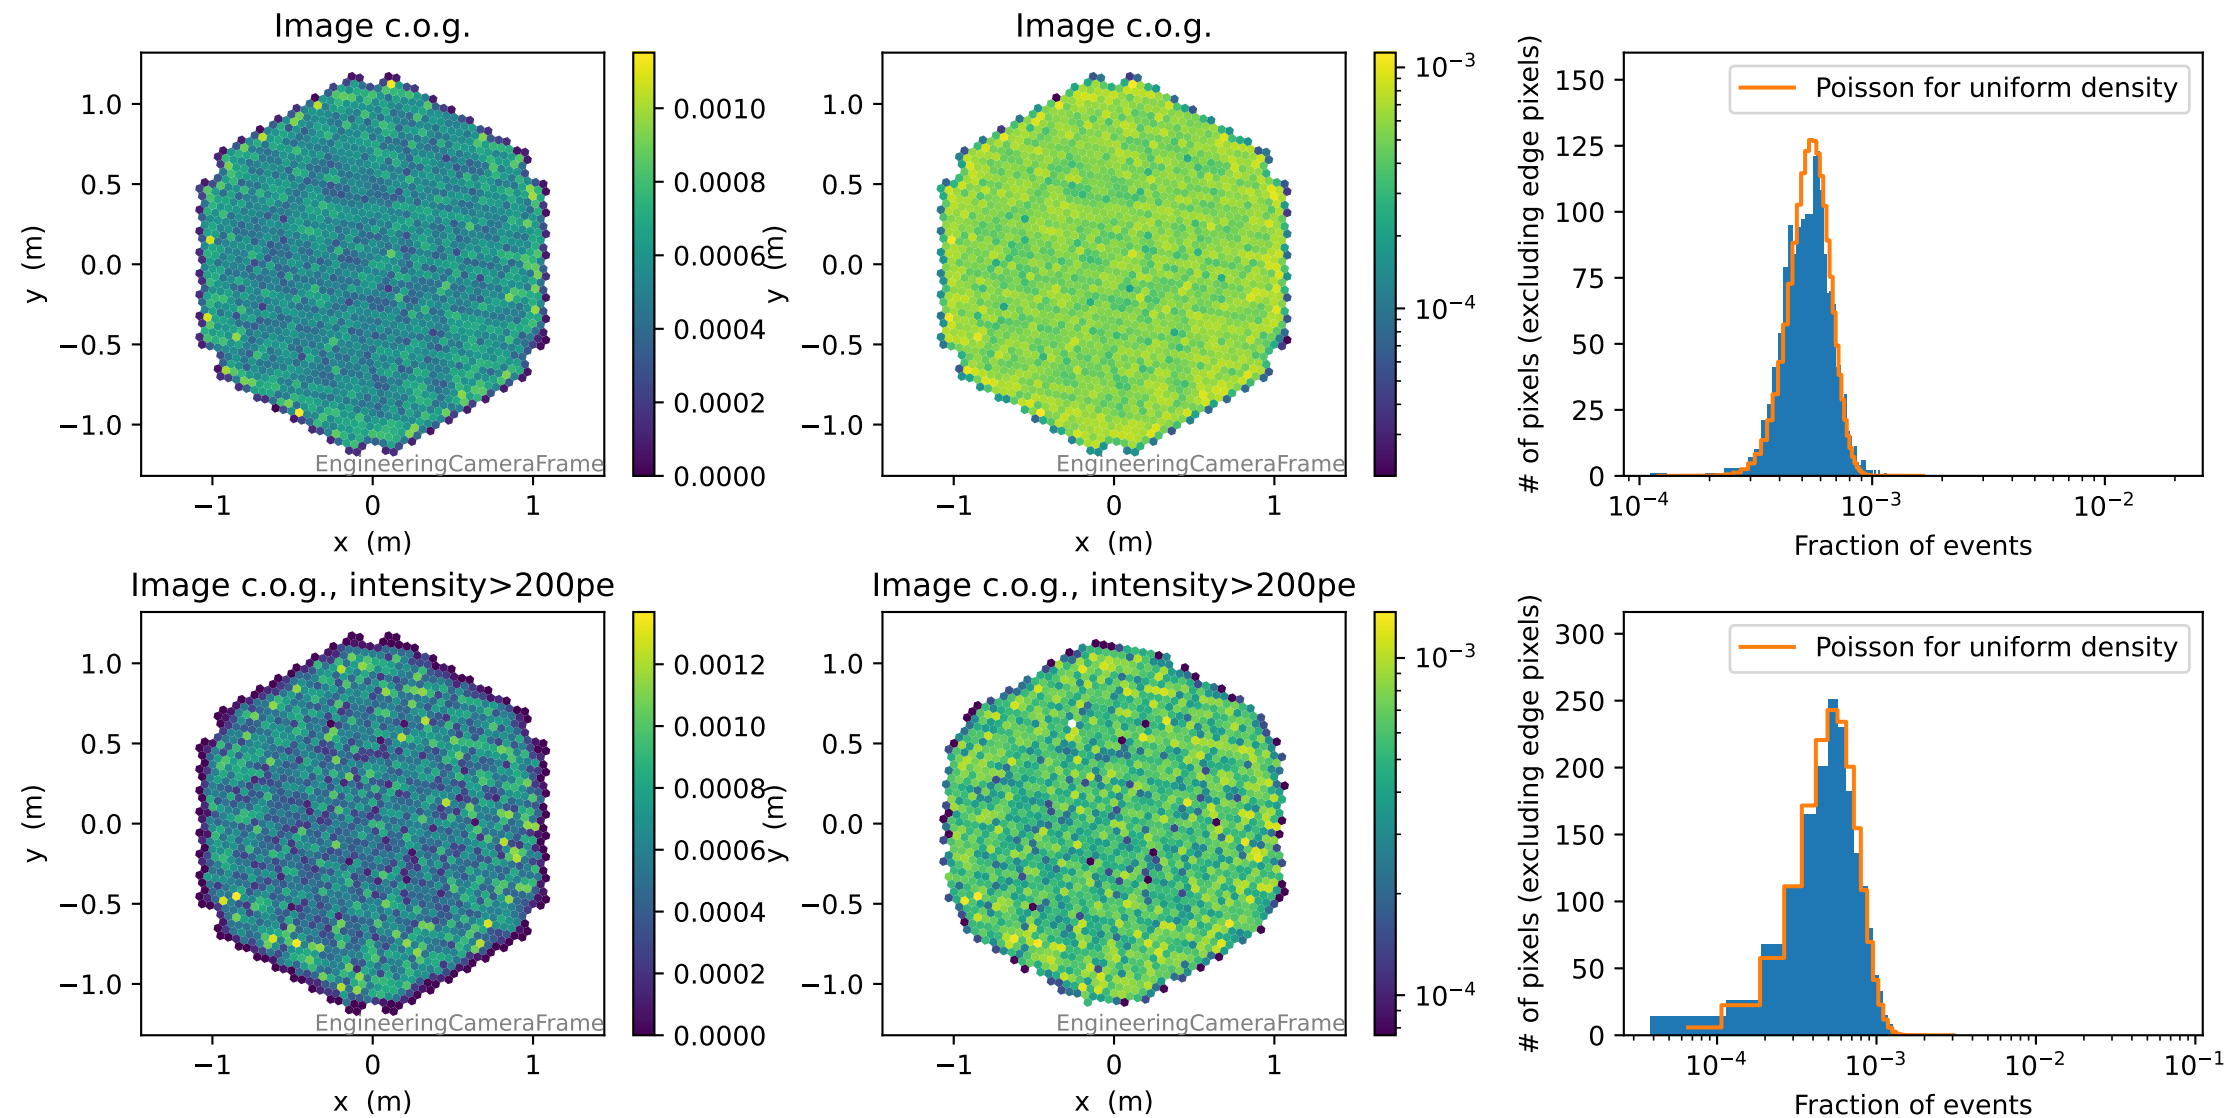 Image c.o.g.
y (m)
1.0
0.5
0.0
−0.5
−1.0
EngineeringCameraFrame
−1 0 1
x (m)
0.0010
0.0008
0.0006
0.0004
0.0002
0.0000
Image c.o.g.
y (m)
1.0
0.5
0.0
−0.5
−1.0
EngineeringCameraFrame
−1 0 1
x (m)
10−3
10−4
# of pixels (excluding edge pixels)
150
125
100
75
50
25
0
Poisson for uniform density
10−4 10−3 10−2
Fraction of events
Image c.o.g., intensity>200pe
y (m)
1.0
0.5
0.0
−0.5
−1.0
EngineeringCameraFrame
−1 0 1
x (m)
0.0012
0.0010
0.0008
0.0006
0.0004
0.0002
0.0000
Image c.o.g., intensity>200pe
y (m)
1.0
0.5
0.0
−0.5
−1.0
EngineeringCameraFrame
−1 0 1
x (m)
10−3
10−4
# of pixels (excluding edge pixels)
300
250
200
150
100
50
0
Poisson for uniform density
10−4 10−3 10−2 10−1
Fraction of events